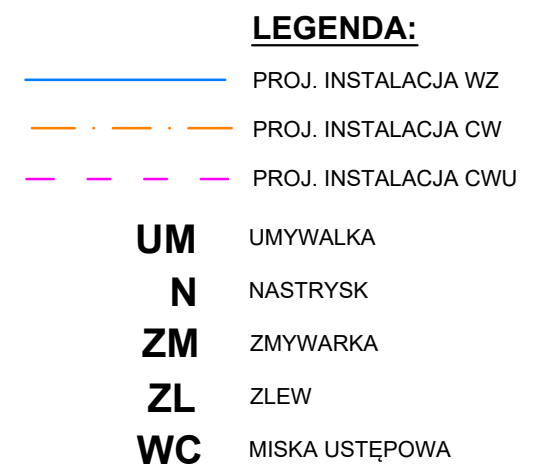 LEGENDA:
PROJ. INSTALACJA WZ
PROJ. INSTALACJA CW
PROJ. INSTALACJA CWU
UM UMYWALKA
N NASTRYSK
ZM ZMYWARKA
ZL ZLEW
WC MISKA USTĘPOWA